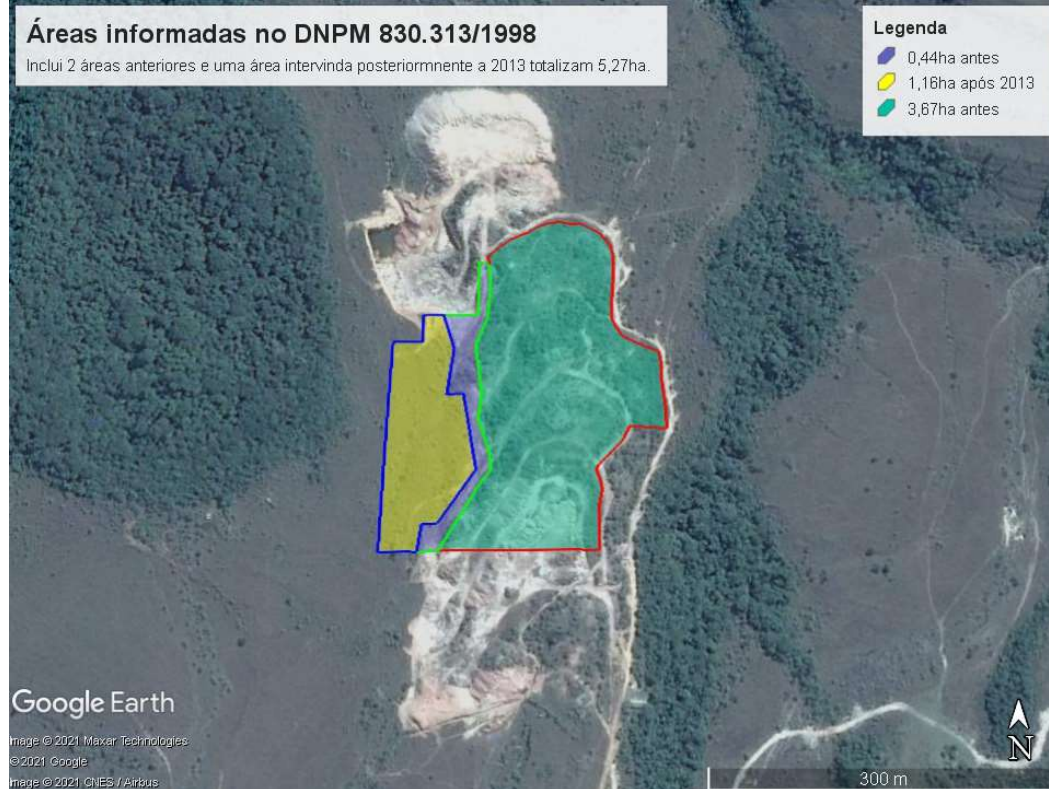 Áreas informadas no DNPM 830.313/1998
Inclui 2 áreas anteriores e uma área intervinda posteriormnente a 2013 totalizam 5,27ha.
Legenda
0,44ha antes
1,16ha após 2013
3,67ha antes
Google Earth
Image © 2021 Maxar Technologies
© 2021 Google
Image © 2021 CNES / Airbus
N
300 m